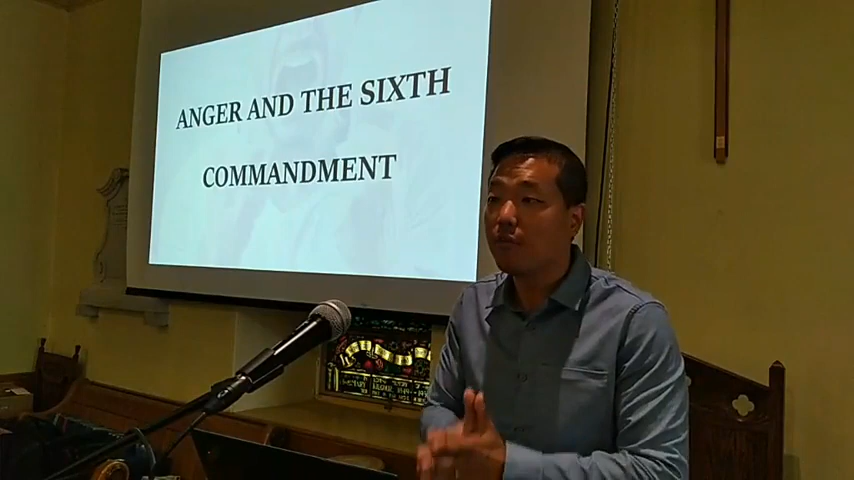 ANGER AND THE SIXTH
COMMANDMENT